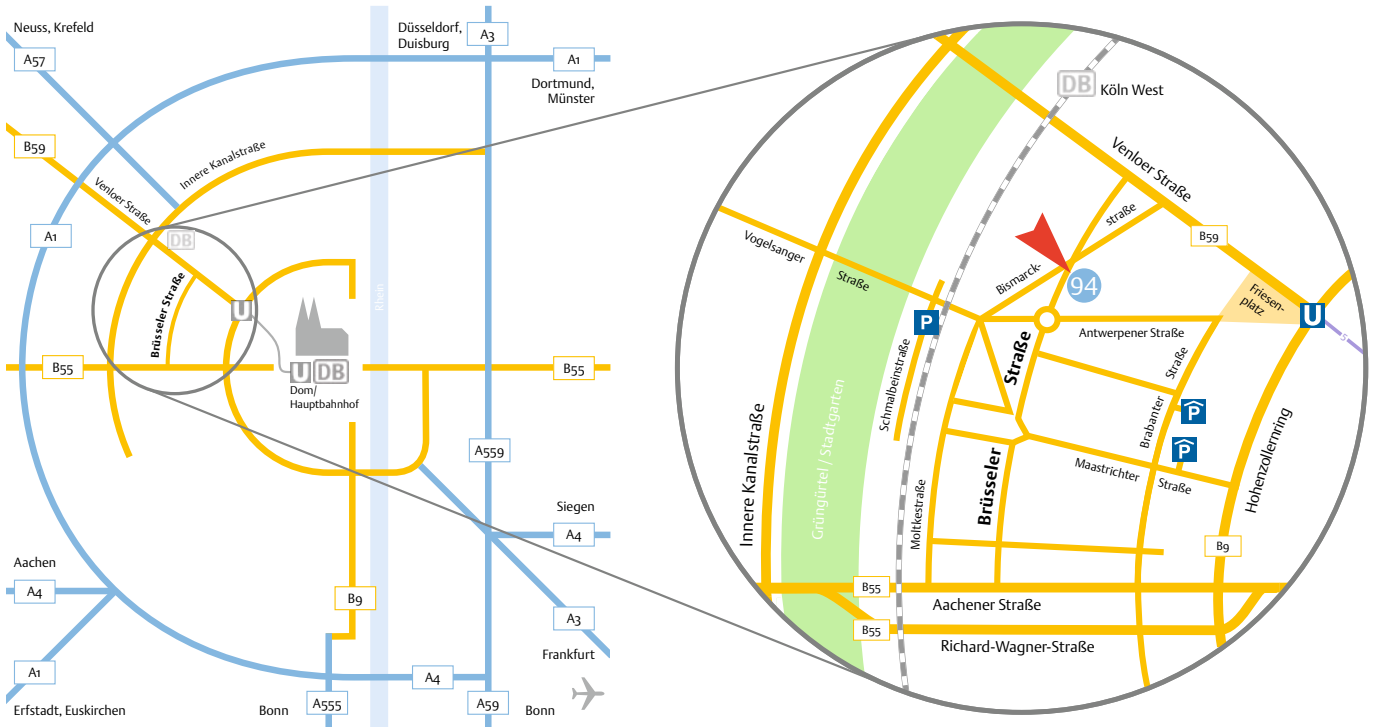 Neuss, Krefeld
A57
Düsseldorf,
Duisburg
A3
A1
Dortmund,
Münster
B59
Innere Kanalstraße
Venloer Straße
DB
A1
Brüsseler Straße
Rhein
U
B55
U DB
Dom/
Hauptbahnhof
B55
A559
Siegen
A4
Aachen
A4
B9
A3
Frankfurt
A1
A4
Erfstadt, Euskirchen
Bonn
A555
A59
Bonn
DB
Köln West
Venloer Straße
straße
B59
Vogelsanger
Straße
Bismarck-
94
Friesen-
platz
U
5
P
Antwerpener Straße
Straße
Schmalbeinstraße
Straße
Brabanter
P
P
Grüngürtel / Stadtgarten
Innere Kanalstraße
Maastrichter
Straße
Hohenzollernring
Brüsseler
Moltkestraße
B9
B55
Aachener Straße
B55
Richard-Wagner-Straße